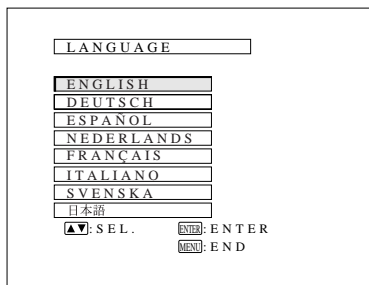 LANGUAGE
ENGLISH
DEUTSCH
ESPAÑOL
NEDERLANDS
FRANÇAIS
ITALIANO
SVENSKA
日本語
▲▼:SEL. ENTER:ENTER
MENU:END